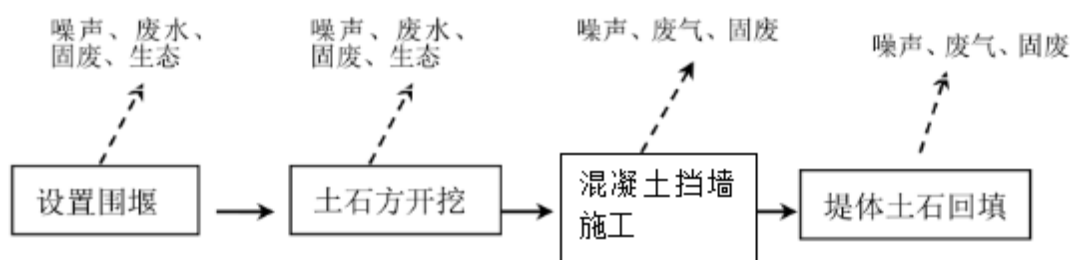 噪声、废水、
固废、生态
噪声、废水、
固废、生态
噪声、废气、固废
噪声、废气、固废
设置围堰
土石方开挖
混凝土挡墙
施工
堤体土石回填